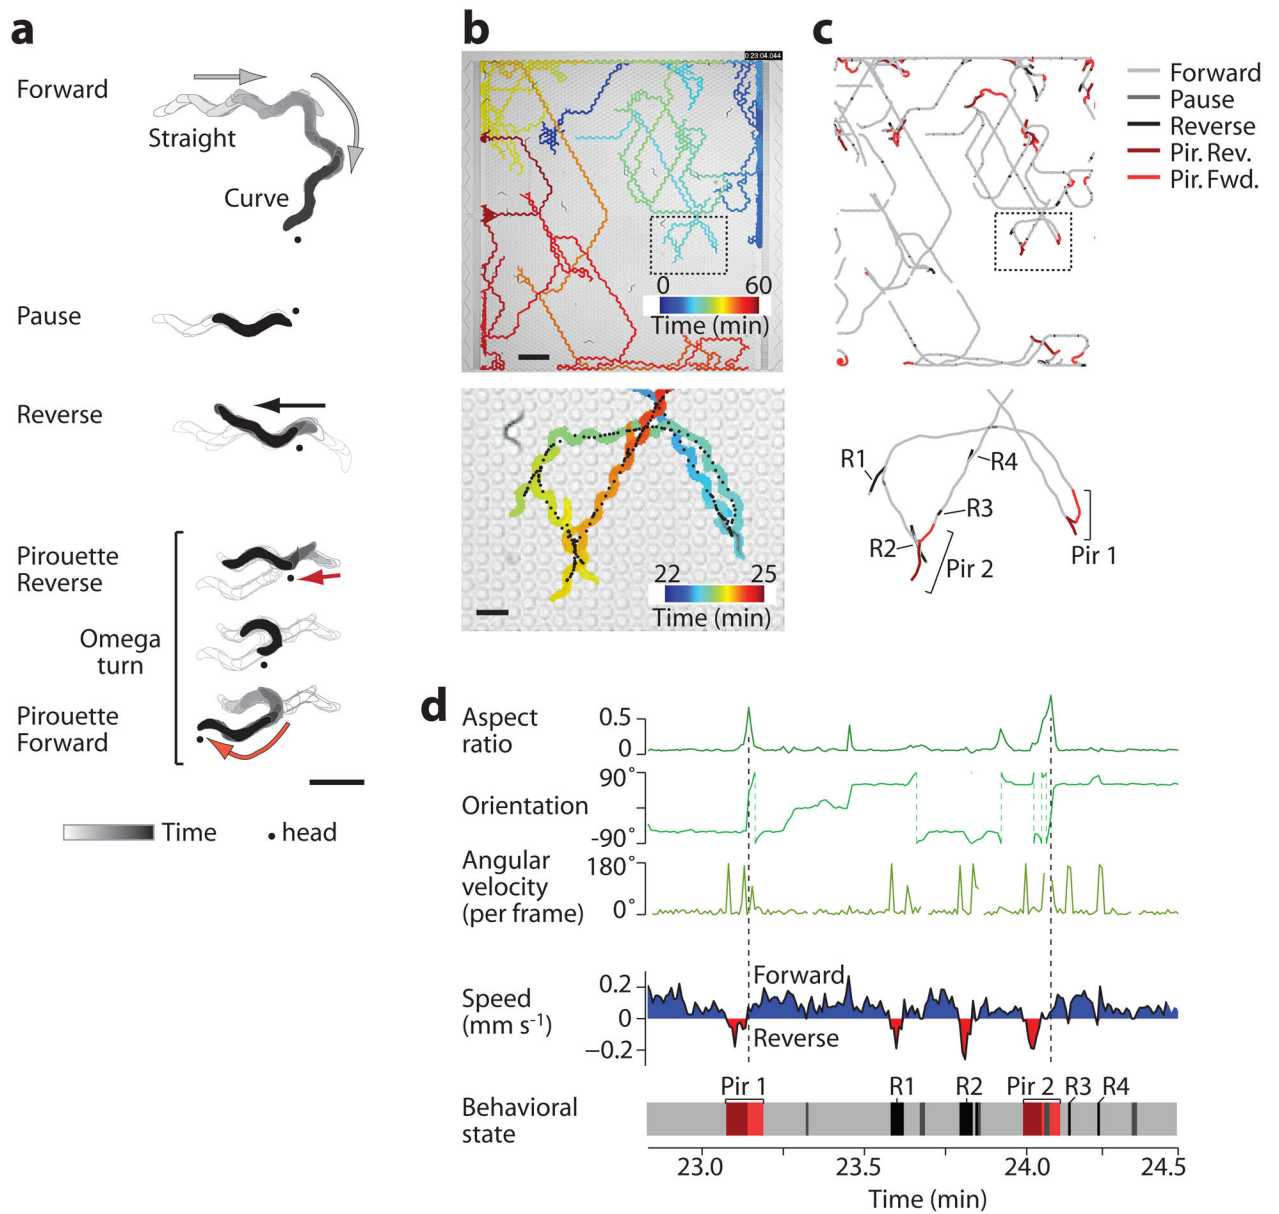 a
Forward
Straight
Curve
Pause
Reverse
Pirouette
Reverse
Omega
turn
Pirouette
Forward
Time
head
b
0:23:04.044
0 60
Time (min)
22 25
Time (min)
c
Forward
Pause
Reverse
Pir. Rev.
Pir. Fwd.
R1
R4
R3
R2
Pir 2
Pir 1
d
Aspect
ratio
0.5
0
Orientation
90°
-90°
Angular
velocity
(per frame)
180°
0°
Speed
(mm s-1)
0.2
0
−0.2
Forward
Reverse
Behavioral
state
Pir 1 R1 R2 Pir 2 R3 R4
23.0 23.5 24.0 24.5
Time (min)